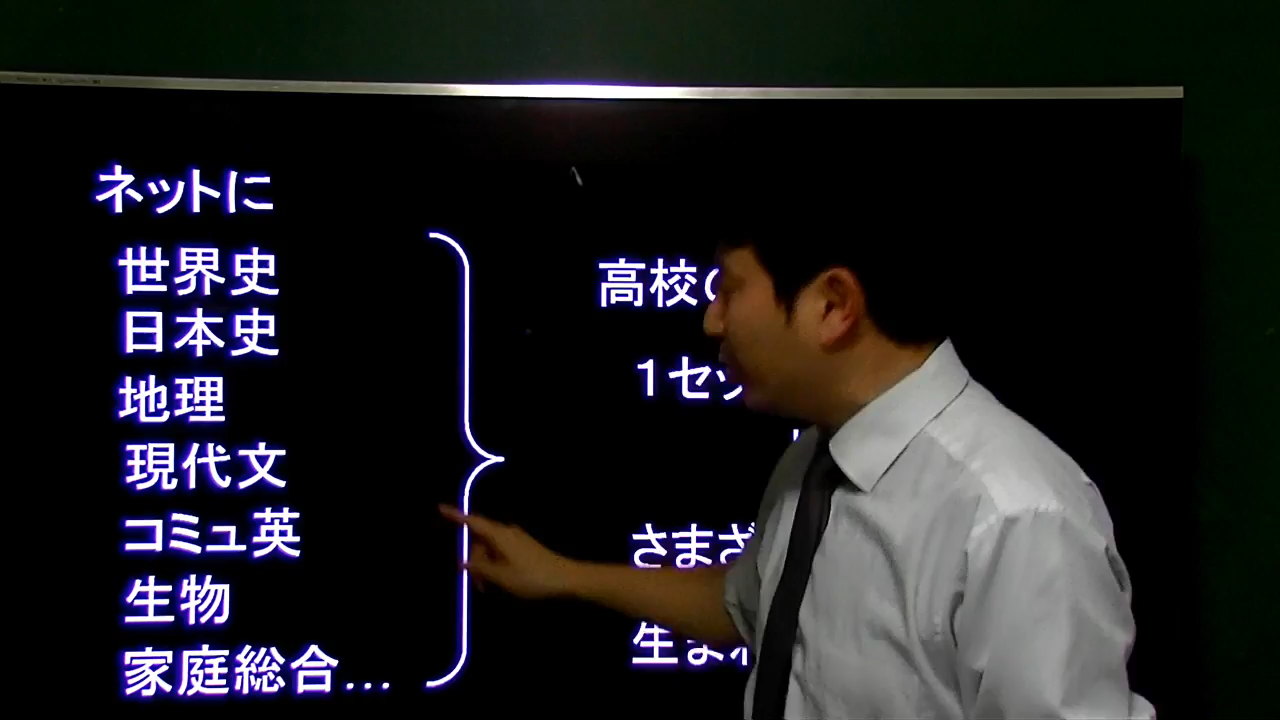 ネットに
世界史
日本史
地理
現代文
コミュ英
生物
家庭総合...
高校の
1セッ
さまざ
生まれ